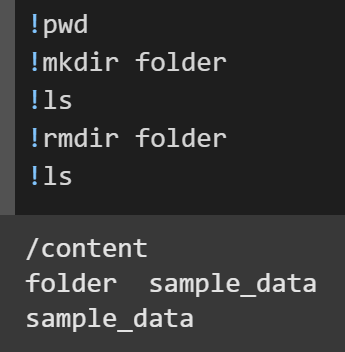 !pwd
!mkdir folder
!ls
!rmdir folder
!ls
/content
folder  sample_data
sample_data